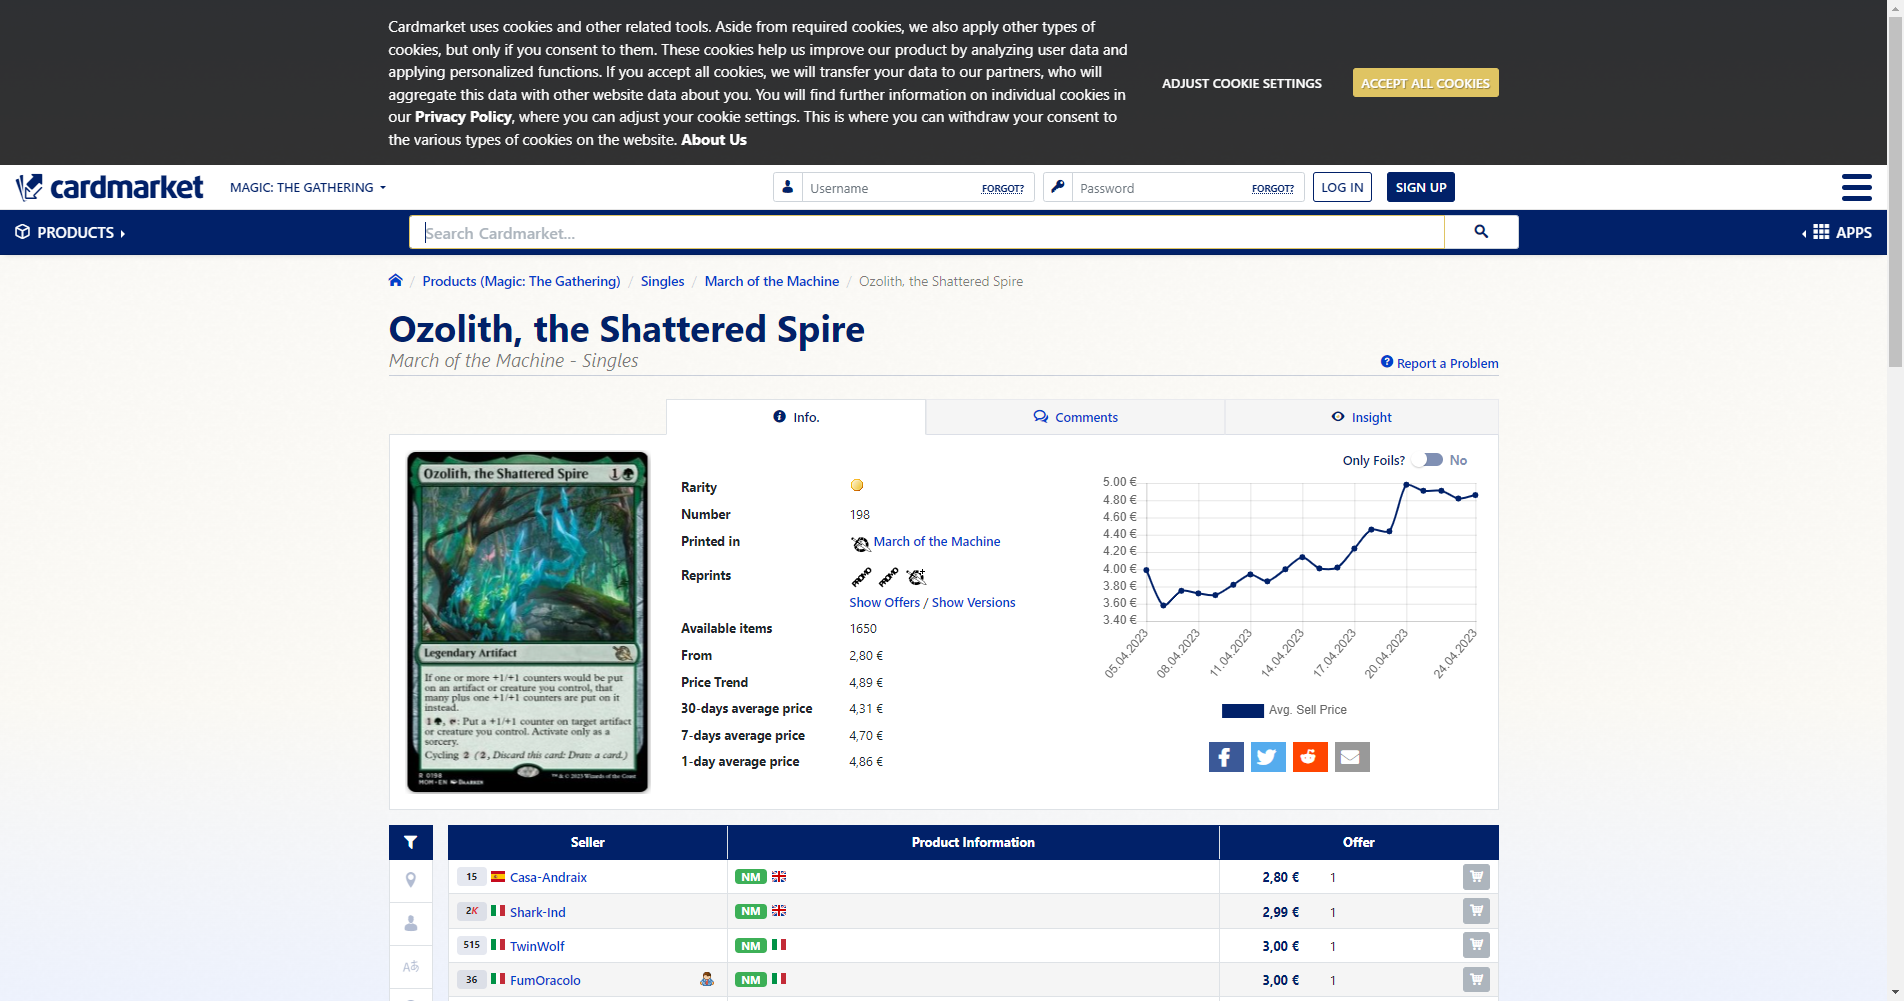 Cardmarket uses cookies and other related tools. Aside from required cookies, we also apply other types of
cookies, but only if you consent to them. These cookies help us improve our product by analyzing user data and
applying personalized functions. If you accept all cookies, we will transfer your data to our partners, who will
aggregate this data with other website data about you. You will find further information on individual cookies in
our Privacy Policy, where you can adjust your cookie settings. This is where you can withdraw your consent to
the various types of cookies on the website. About Us
ADJUST COOKIE SETTINGS
ACCEPT ALL COOKIES
cardmarket
MAGIC: THE GATHERING
Username
FORGOT?
Password
FORGOT?
LOG IN
SIGN UP
PRODUCTS
Search Cardmarket...
APPS
/ Products (Magic: The Gathering) / Singles / March of the Machine / Ozolith, the Shattered Spire
Ozolith, the Shattered Spire
March of the Machine - Singles
Report a Problem
Info.
Comments
Insight
Ozolith, the Shattered Spire 1
Legendary Artifact
If one or more +1/+1 counters would be put
on an artifact or creature you control, that
many plus one +1/+1 counters are put on it
instead.
1 , : Put a +1/+1 counter on target artifact
or creature you control. Activate only as a
sorcery.
Cycling 2 (2, Discard this card: Draw a card.)
R 0198
MOM • EN
™ & © 2023 Wizards of the Coast
Rarity
Number 198
Printed in March of the Machine
Reprints PROMO PROMO
Show Offers / Show Versions
Available items 1650
From 2,80 €
Price Trend 4,89 €
30-days average price 4,31 €
7-days average price 4,70 €
1-day average price 4,86 €
Only Foils? No
5.00 €
4.80 €
4.60 €
4.40 €
4.20 €
4.00 €
3.80 €
3.60 €
3.40 €
05.04.2023
08.04.2023
11.04.2023
14.04.2023
17.04.2023
20.04.2023
24.04.2023
Avg. Sell Price
Seller Product Information Offer
15 Casa-Andraix NM 2,80 € 1
2K Shark-Ind NM 2,99 € 1
515 TwinWolf NM 3,00 € 1
36 FumOracolo NM 3,00 € 1
Aあ